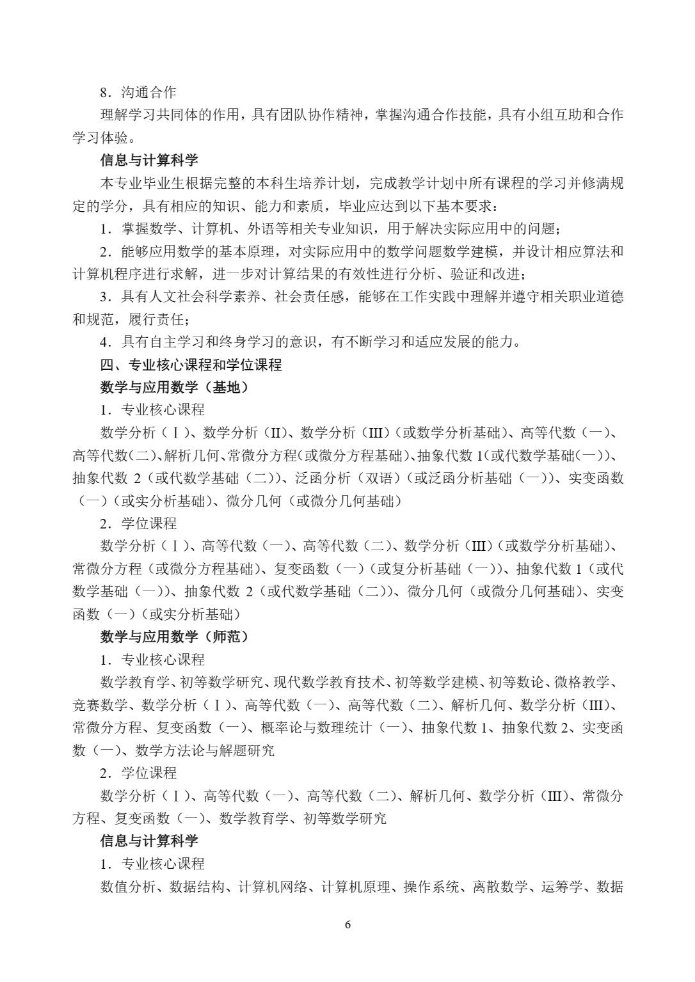 8．沟通合作
理解学习共同体的作用，具有团队协作精神，掌握沟通合作技能，具有小组互助和合作
学习体验。
信息与计算科学
本专业毕业生根据完整的本科生培养计划，完成教学计划中所有课程的学习并修满规
定的学分，具有相应的知识、能力和素质，毕业应达到以下基本要求：
1．掌握数学、计算机、外语等相关专业知识，用于解决实际应用中的问题；
2．能够应用数学的基本原理，对实际应用中的数学问题数学建模，并设计相应算法和
计算机程序进行求解，进一步对计算结果的有效性进行分析、验证和改进；
3．具有人文社会科学素养、社会责任感，能够在工作实践中理解并遵守相关职业道德
和规范，履行责任；
4．具有自主学习和终身学习的意识，有不断学习和适应发展的能力。
四、专业核心课程和学位课程
数学与应用数学（基地）
1．专业核心课程
数学分析（Ⅰ）、数学分析（II）、数学分析（Ⅲ）（或数学分析基础）、高等代数（一）、
高等代数（二）、解析几何、常微分方程（或微分方程基础）、抽象代数 1（或代数学基础（一））、
抽象代数 2（或代数学基础（二））、泛函分析（双语）（或泛函分析基础（一））、实变函数
（一）（或实分析基础）、微分几何（或微分几何基础）
2．学位课程
数学分析（Ⅰ）、高等代数（一）、高等代数（二）、数学分析（Ⅲ）（或数学分析基础）、
常微分方程（或微分方程基础）、复变函数（一）（或复分析基础（一））、抽象代数 1（或代
数学基础（一））、抽象代数 2（或代数学基础（二））、微分几何（或微分几何基础）、实变
函数（一）（或实分析基础）
数学与应用数学（师范）
1．专业核心课程
数学教育学、初等数学研究、现代数学教育技术、初等数学建模、初等数论、微格教学、
竞赛数学、数学分析（Ⅰ）、高等代数（一）、高等代数（二）、解析几何、数学分析（Ⅲ）、
常微分方程、复变函数（一）、概率论与数理统计（一）、抽象代数 1、抽象代数 2、实变函
数（一）、数学方法论与解题研究
2．学位课程
数学分析（Ⅰ）、高等代数（一）、高等代数（二）、解析几何、数学分析（Ⅲ）、常微分
方程、复变函数（一）、数学教育学、初等数学研究
信息与计算科学
1．专业核心课程
数值分析、数据结构、计算机网络、计算机原理、操作系统、离散数学、运筹学、数据
6